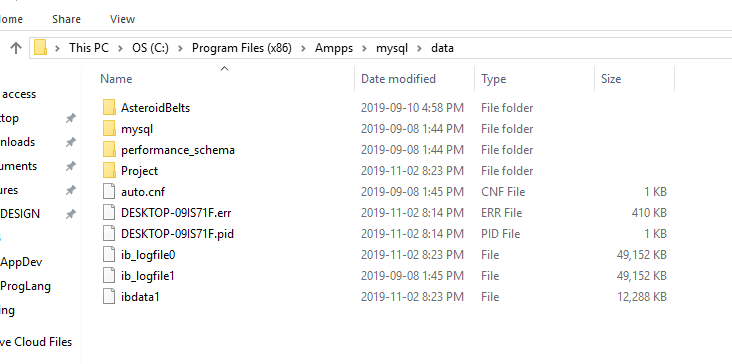 Home Share View
This PC > OS (C:) > Program Files (x86) > Ampps > mysql > data
Name Date modified Type Size
access
AsteroidBelts 2019-09-10 4:58 PM File folder
top
mysql 2019-09-08 1:44 PM File folder
nloads
performance_schema 2019-09-08 1:44 PM File folder
uments
Project 2019-11-02 8:23 PM File folder
ures
auto.cnf 2019-09-08 1:45 PM CNF File 1 KB
DESIGN
DESKTOP-09IS71F.err 2019-11-02 8:14 PM ERR File 410 KB
DESKTOP-09IS71F.pid 2019-11-02 8:14 PM PID File 1 KB
AppDev
ib_logfile0 2019-11-02 8:23 PM File 49,152 KB
ProgLang
ib_logfile1 2019-09-08 1:45 PM File 49,152 KB
ing
ibdata1 2019-11-02 8:23 PM File 12,288 KB
ve Cloud Files